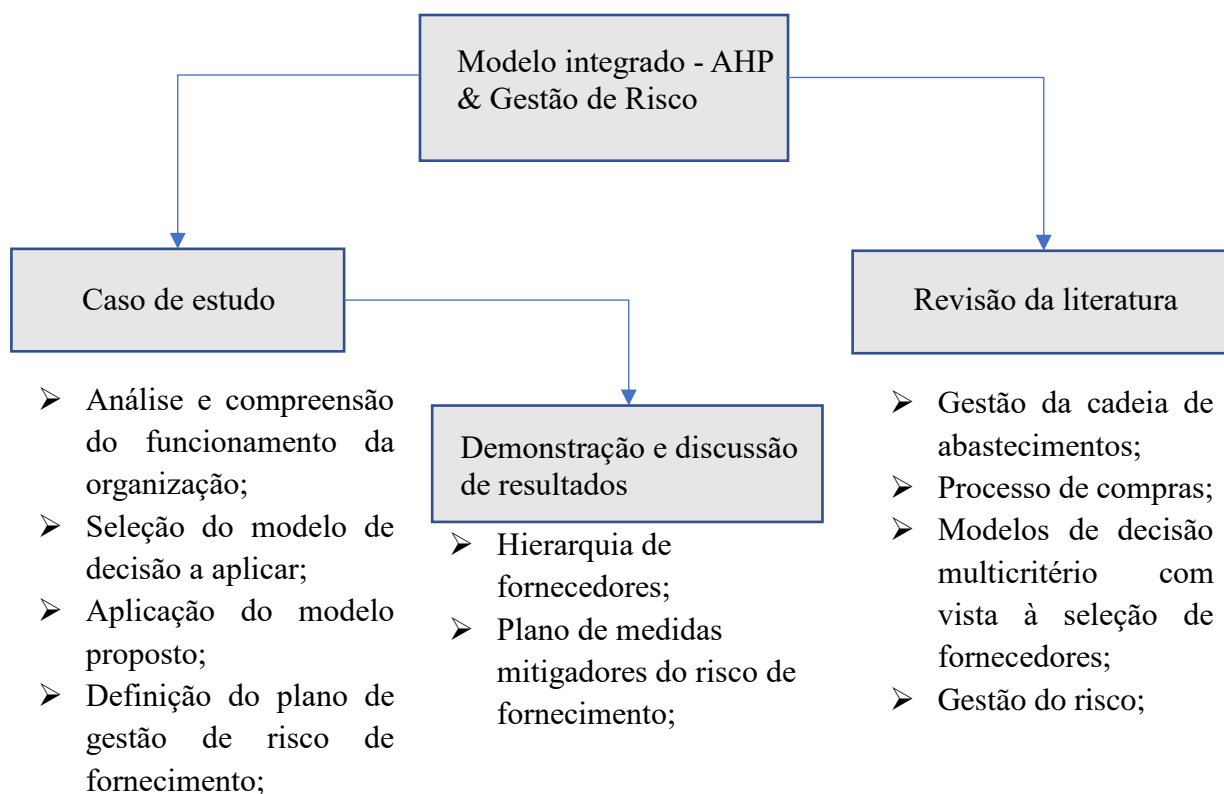 Modelo integrado - AHP
& Gestão de Risco
Caso de estudo
➢ Análise e compreensão
do funcionamento da
organização;
➢ Seleção do modelo de
decisão a aplicar;
➢ Aplicação do modelo
proposto;
➢ Definição do plano de
gestão de risco de
fornecimento;
Demonstração e discussão
de resultados
➢ Hierarquia de
fornecedores;
➢ Plano de medidas
mitigadores do risco de
fornecimento;
Revisão da literatura
➢ Gestão da cadeia de
abastecimentos;
➢ Processo de compras;
➢ Modelos de decisão
multicritério com
vista à seleção de
fornecedores;
➢ Gestão do risco;